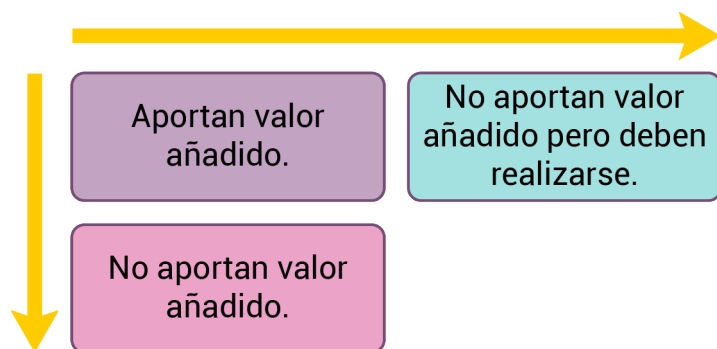 Aportan valor
añadido.
No aportan valor
añadido pero deben
realizarse.
No aportan valor
añadido.